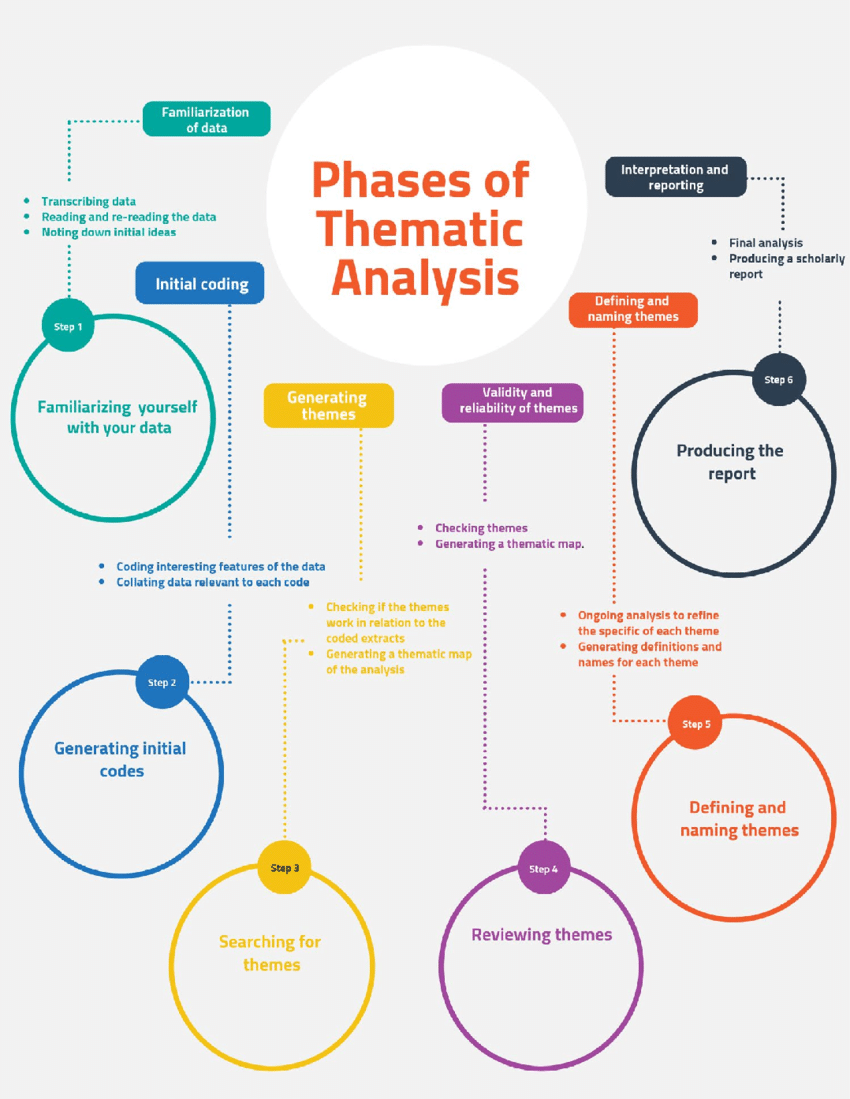 Phases of
Thematic
Analysis
Familiarization
of data
• Transcribing data
• Reading and re-reading the data
• Noting down initial ideas
Step 1
Familiarizing yourself
with your data
Initial coding
• Coding interesting features of the data
• Collating data relevant to each code
Step 2
Generating initial
codes
Generating
themes
• Checking if the themes
work in relation to the
coded extracts
• Generating a thematic map
of the analysis
Step 3
Searching for
themes
Validity and
reliability of themes
• Checking themes
• Generating a thematic map.
Step 4
Reviewing themes
Defining and
naming themes
• Ongoing analysis to refine
the specific of each theme
• Generating definitions and
names for each theme
Step 5
Defining and
naming themes
Interpretation and
reporting
• Final analysis
• Producing a scholarly
report
Step 6
Producing the
report